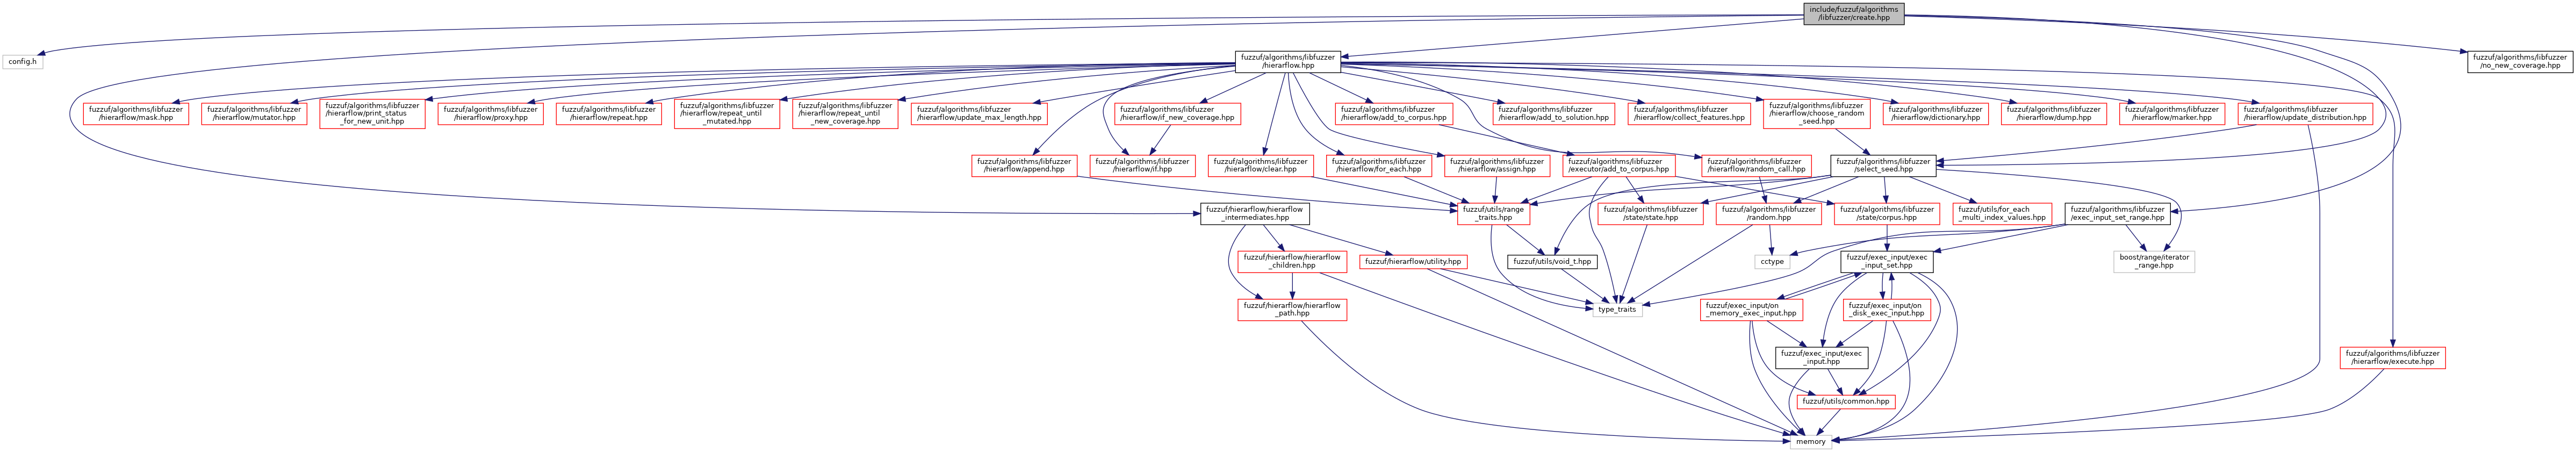 include/fuzzuf/algorithms
/libfuzzer/create.hpp
config.h
fuzzuf/algorithms/libfuzzer
/hierarflow.hpp
fuzzuf/algorithms/libfuzzer
/no_new_coverage.hpp
fuzzuf/algorithms/libfuzzer
/hierarflow/mask.hpp
fuzzuf/algorithms/libfuzzer
/hierarflow/mutator.hpp
fuzzuf/algorithms/libfuzzer
/hierarflow/print_status
_for_new_unit.hpp
fuzzuf/algorithms/libfuzzer
/hierarflow/proxy.hpp
fuzzuf/algorithms/libfuzzer
/hierarflow/repeat.hpp
fuzzuf/algorithms/libfuzzer
/hierarflow/repeat_until
_mutated.hpp
fuzzuf/algorithms/libfuzzer
/hierarflow/repeat_until
_new_coverage.hpp
fuzzuf/algorithms/libfuzzer
/hierarflow/update_max_length.hpp
fuzzuf/algorithms/libfuzzer
/hierarflow/if_new_coverage.hpp
fuzzuf/algorithms/libfuzzer
/hierarflow/add_to_corpus.hpp
fuzzuf/algorithms/libfuzzer
/hierarflow/add_to_solution.hpp
fuzzuf/algorithms/libfuzzer
/hierarflow/collect_features.hpp
fuzzuf/algorithms/libfuzzer
/hierarflow/choose_random
_seed.hpp
fuzzuf/algorithms/libfuzzer
/hierarflow/dictionary.hpp
fuzzuf/algorithms/libfuzzer
/hierarflow/dump.hpp
fuzzuf/algorithms/libfuzzer
/hierarflow/marker.hpp
fuzzuf/algorithms/libfuzzer
/hierarflow/update_distribution.hpp
fuzzuf/algorithms/libfuzzer
/hierarflow/append.hpp
fuzzuf/algorithms/libfuzzer
/hierarflow/if.hpp
fuzzuf/algorithms/libfuzzer
/hierarflow/clear.hpp
fuzzuf/algorithms/libfuzzer
/hierarflow/for_each.hpp
fuzzuf/algorithms/libfuzzer
/hierarflow/assign.hpp
fuzzuf/algorithms/libfuzzer
/executor/add_to_corpus.hpp
fuzzuf/algorithms/libfuzzer
/hierarflow/random_call.hpp
fuzzuf/algorithms/libfuzzer
/select_seed.hpp
fuzzuf/hierarflow/hierarflow
_intermediates.hpp
fuzzuf/utils/range
_traits.hpp
fuzzuf/algorithms/libfuzzer
/state/state.hpp
fuzzuf/algorithms/libfuzzer
/random.hpp
fuzzuf/algorithms/libfuzzer
/state/corpus.hpp
fuzzuf/utils/for_each
_multi_index_values.hpp
fuzzuf/algorithms/libfuzzer
/exec_input_set_range.hpp
fuzzuf/hierarflow/hierarflow
_children.hpp
fuzzuf/hierarflow/utility.hpp
fuzzuf/utils/void_t.hpp
cctype
fuzzuf/exec_input/exec
_input_set.hpp
boost/range/iterator
_range.hpp
fuzzuf/hierarflow/hierarflow
_path.hpp
type_traits
fuzzuf/exec_input/on
_memory_exec_input.hpp
fuzzuf/exec_input/on
_disk_exec_input.hpp
fuzzuf/exec_input/exec
_input.hpp
fuzzuf/algorithms/libfuzzer
/hierarflow/execute.hpp
fuzzuf/utils/common.hpp
memory